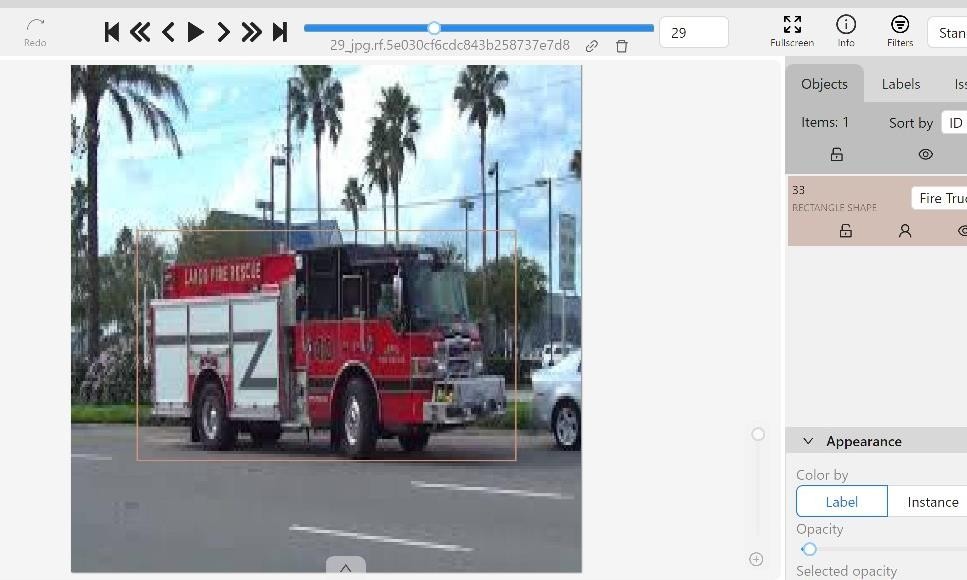 Redo
29_jpg.rf.5e030cf6cdc843b258737e7d8
29
Fullscreen
Info
Filters
Stan
Objects
Labels
Iss
Items: 1
Sort by
ID
33
RECTANGLE SHAPE
Fire Truc
LARGO FIRE RESCUE
Appearance
Color by
Label
Instance
Opacity
Selected opacity